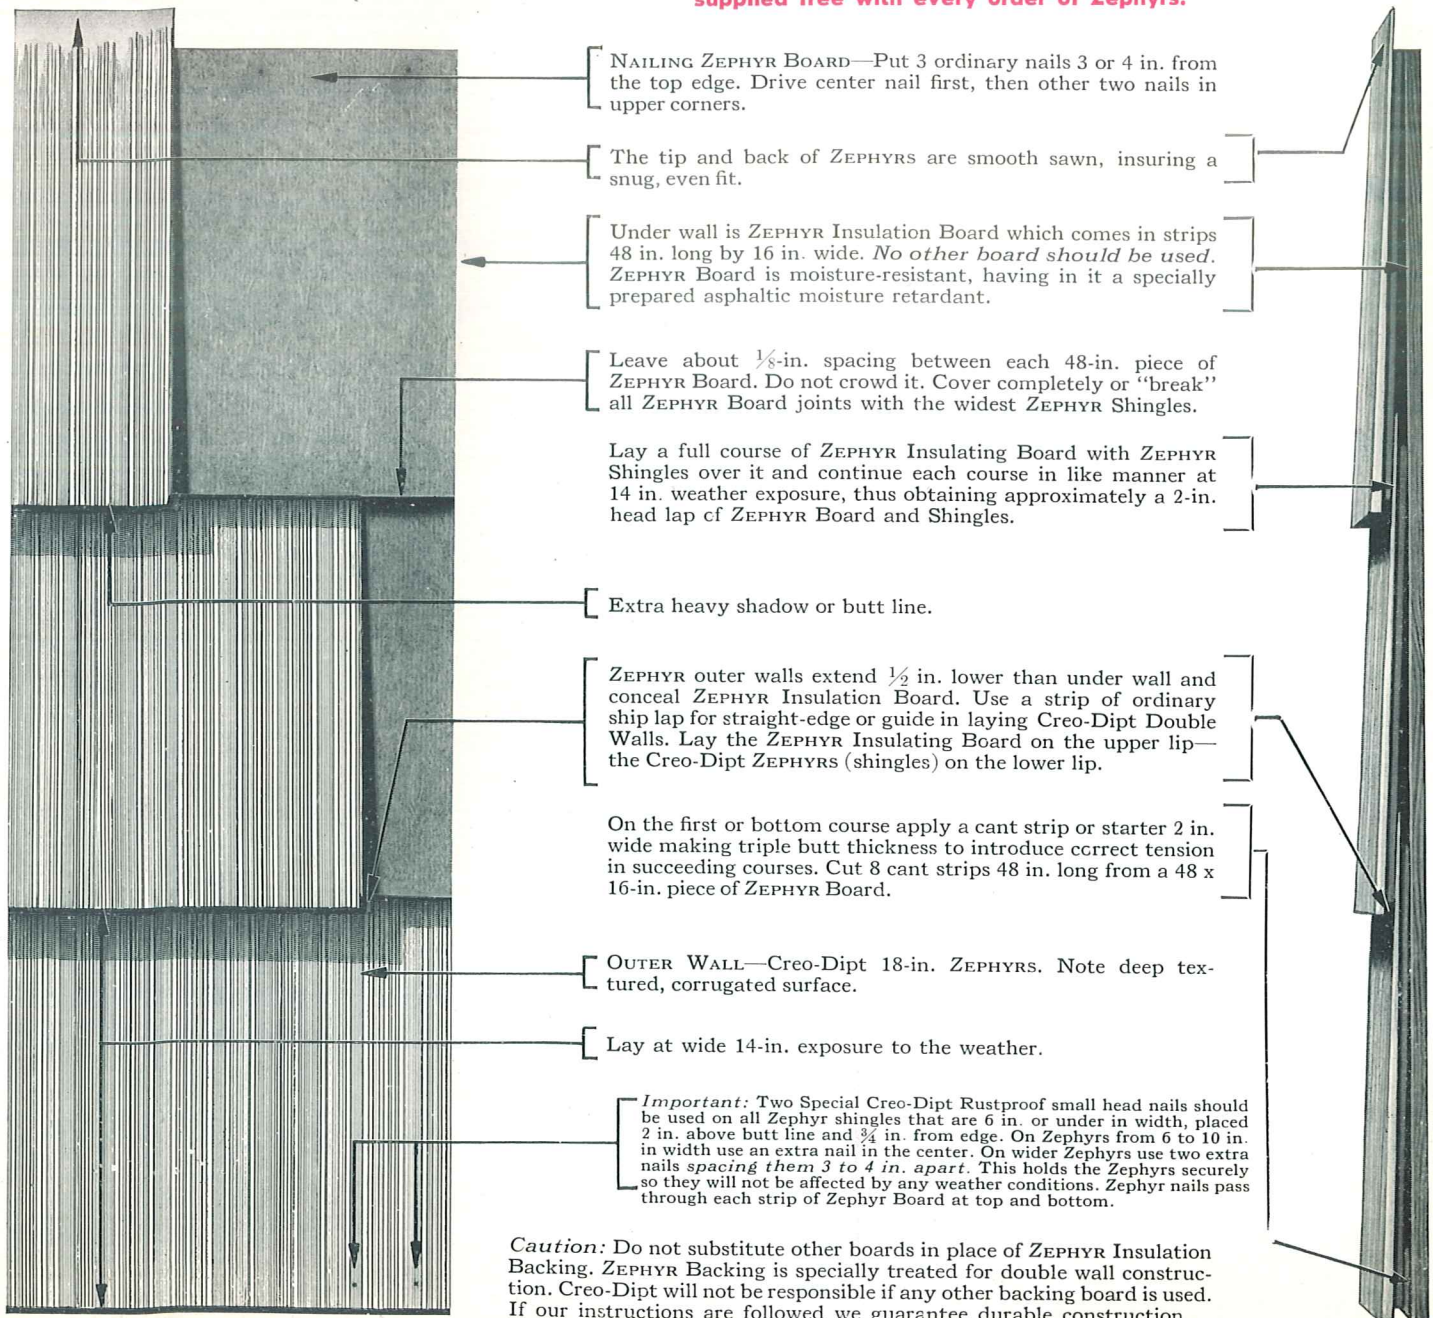 supplied free with every order of Zephyrs.
NAILING ZEPHYR BOARD—Put 3 ordinary nails 3 or 4 in. from
the top edge. Drive center nail first, then other two nails in
upper corners.
The tip and back of ZEPHYRS are smooth sawn, insuring a
snug, even fit.
Under wall is ZEPHYR Insulation Board which comes in strips
48 in. long by 16 in. wide. No other board should be used.
ZEPHYR Board is moisture-resistant, having in it a specially
prepared asphaltic moisture retardant.
Leave about 1/8-in. spacing between each 48-in. piece of
ZEPHYR Board. Do not crowd it. Cover completely or "break"
all ZEPHYR Board joints with the widest ZEPHYR Shingles.
Lay a full course of ZEPHYR Insulating Board with ZEPHYR
Shingles over it and continue each course in like manner at
14 in. weather exposure, thus obtaining approximately a 2-in.
head lap of ZEPHYR Board and Shingles.
Extra heavy shadow or butt line.
ZEPHYR outer walls extend 1/2 in. lower than under wall and
conceal ZEPHYR Insulation Board. Use a strip of ordinary
ship lap for straight-edge or guide in laying Creo-Dipt Double
Walls. Lay the ZEPHYR Insulating Board on the upper lip—
the Creo-Dipt ZEPHYRS (shingles) on the lower lip.
On the first or bottom course apply a cant strip or starter 2 in.
wide making triple butt thickness to introduce correct tension
in succeeding courses. Cut 8 cant strips 48 in. long from a 48 x
16-in. piece of ZEPHYR Board.
OUTER WALL—Creo-Dipt 18-in. ZEPHYRS. Note deep tex-
tured, corrugated surface.
Lay at wide 14-in. exposure to the weather.
Important: Two Special Creo-Dipt Rustproof small head nails should
be used on all Zephyr shingles that are 6 in. or under in width, placed
2 in. above butt line and 3/4 in. from edge. On Zephyrs from 6 to 10 in.
in width use an extra nail in the center. On wider Zephyrs use two extra
nails spacing them 3 to 4 in. apart. This holds the Zephyrs securely
so they will not be affected by any weather conditions. Zephyr nails pass
through each strip of Zephyr Board at top and bottom.
Caution: Do not substitute other boards in place of ZEPHYR Insulation
Backing. ZEPHYR Backing is specially treated for double wall construc-
tion. Creo-Dipt will not be responsible if any other backing board is used.
If our instructions are followed we guarantee durable construction